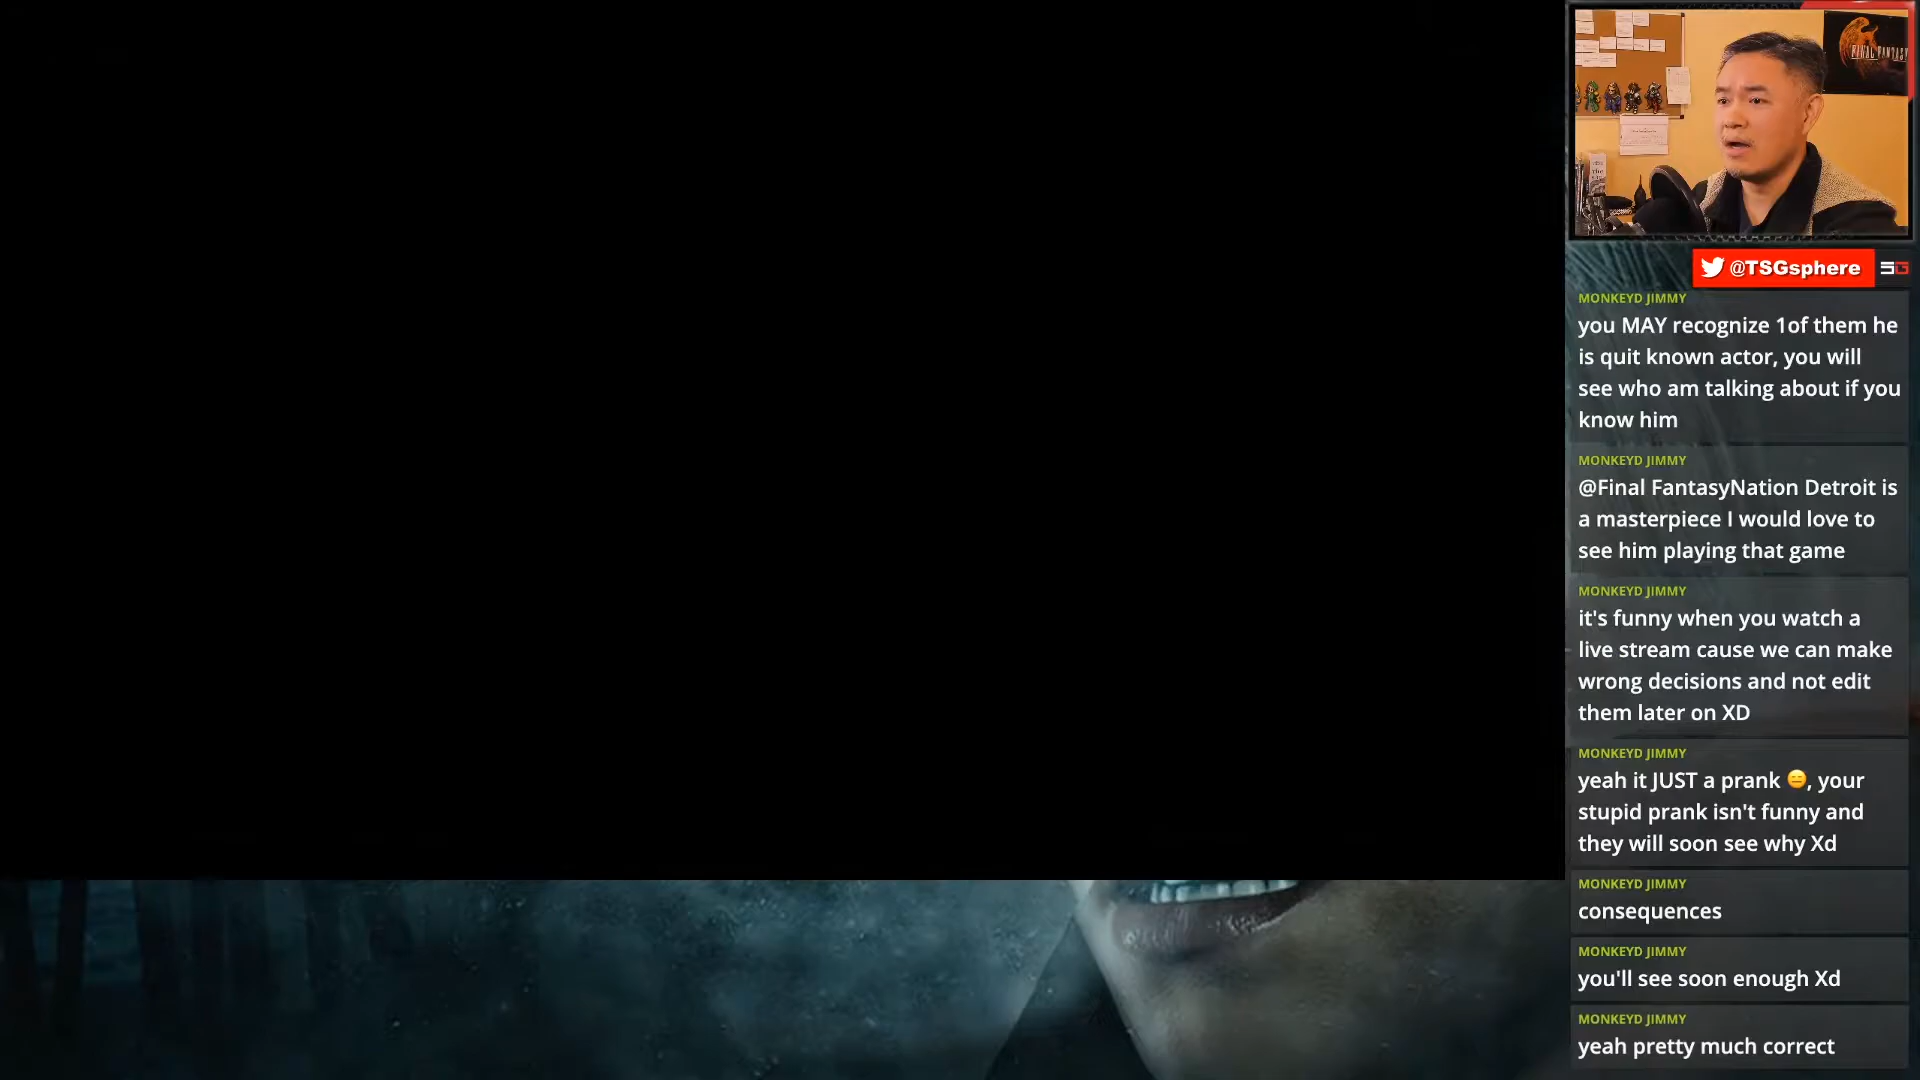 FINAL FANTASY
@TSGsphere SG
MONKEYD JIMMY
you MAY recognize 1of them he
is quit known actor, you will
see who am talking about if you
know him
MONKEYD JIMMY
@Final FantasyNation Detroit is
a masterpiece I would love to
see him playing that game
MONKEYD JIMMY
it's funny when you watch a
live stream cause we can make
wrong decisions and not edit
them later on XD
MONKEYD JIMMY
yeah it JUST a prank 😑, your
stupid prank isn't funny and
they will soon see why Xd
MONKEYD JIMMY
consequences
MONKEYD JIMMY
you'll see soon enough Xd
MONKEYD JIMMY
yeah pretty much correct